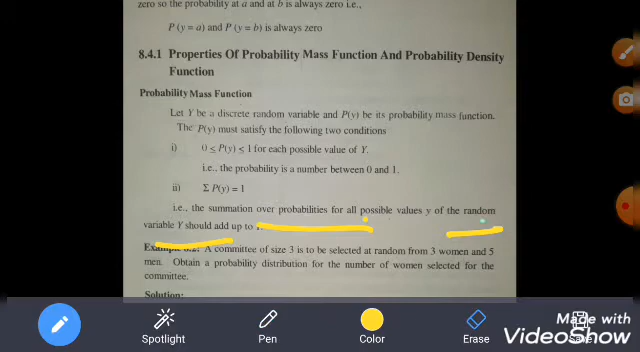 zero so the probability at a and at b is always zero i.e.,
P (y = a) and P (y = b) is always zero
8.4.1 Properties Of Probability Mass Function And Probability Density
Function
Probability Mass Function
Let Y be a discrete random variable and P(y) be its probability mass function.
The P(y) must satisfy the following two conditions
i) 0 ≤ P(y) ≤ 1 for each possible value of Y.
i.e., the probability is a number between 0 and 1.
ii) Σ P(y) = 1
i.e., the summation over probabilities for all possible values y of the random
variable Y should add up to
A committee of size 3 is to be selected at random from 3 women and 5
men. Obtain a probability distribution for the number of women selected for the
committee.
Solution:
Spotlight
Pen
Color
Erase
Made with
VideoShow